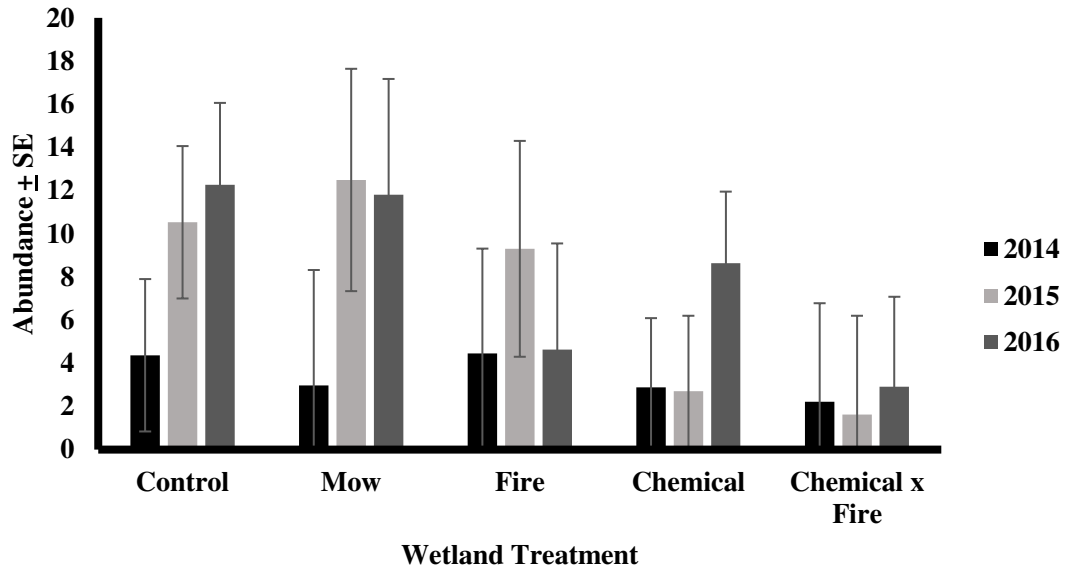 20
18
16
14
12
10
8
6
4
2
0
Abundance ± SE
Control
Mow
Fire
Chemical
Chemical x
Fire
Wetland Treatment
2014
2015
2016